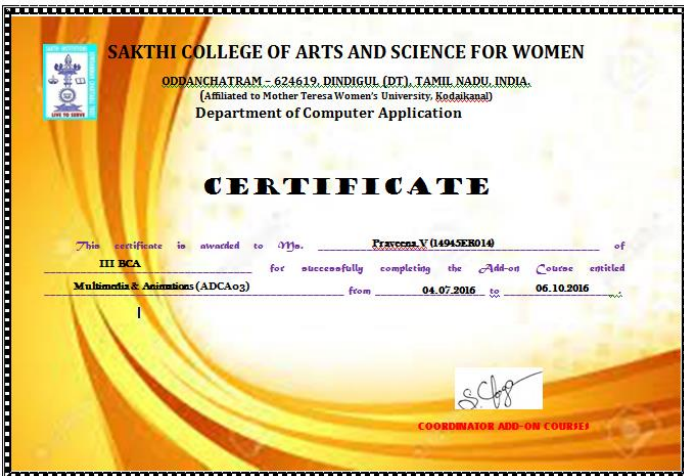 SAKTHI COLLEGE OF ARTS AND SCIENCE FOR WOMEN
ODDANCHATRAM – 624619, DINDIGUL (DT), TAMIL NADU, INDIA.
(Affiliated to Mother Teresa Women's University, Kodaikanal)
Department of Computer Application
LIVE TO SERVE
CERTIFICATE
This certificate is awarded to Ms. Praveena.V (14945ER014) of
III BCA for successfully completing the Add-on Course entitled
Multimedia & Animations (ADCA03) from 04.07.2016 to 06.10.2016 .
COORDINATOR ADD-ON COURSES